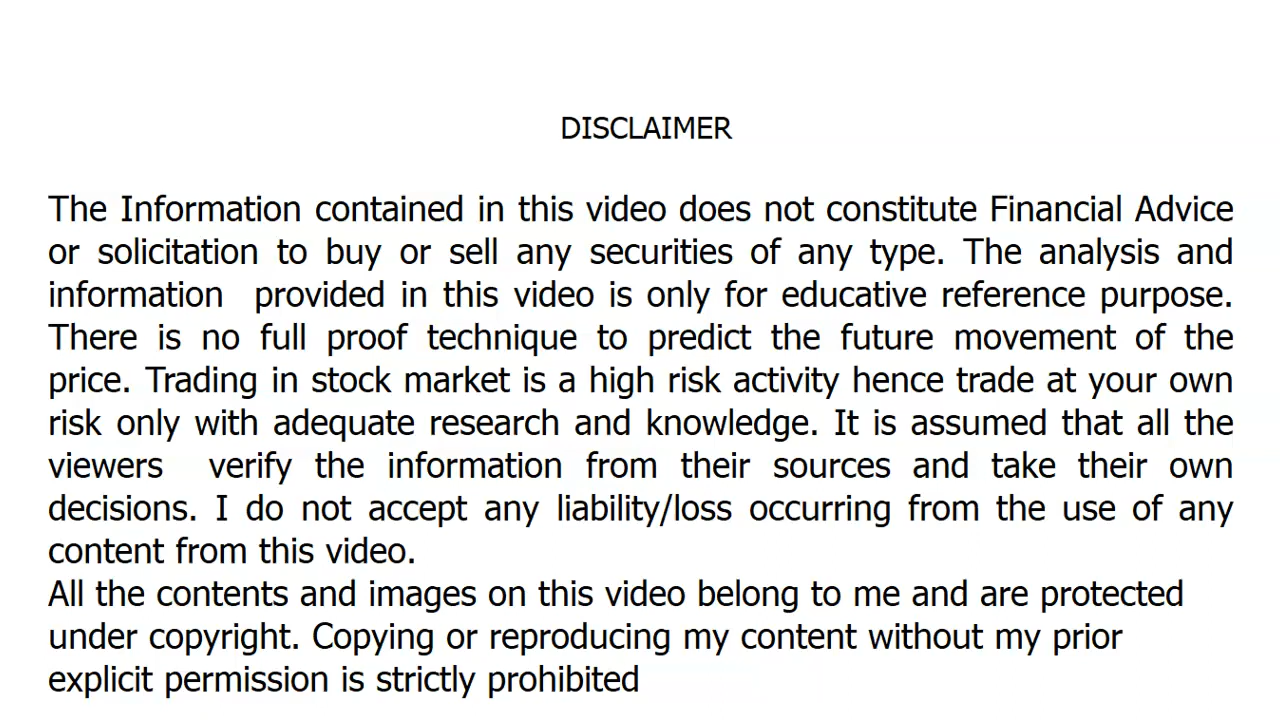 DISCLAIMER
The Information contained in this video does not constitute Financial Advice
or solicitation to buy or sell any securities of any type. The analysis and
information provided in this video is only for educative reference purpose.
There is no full proof technique to predict the future movement of the
price. Trading in stock market is a high risk activity hence trade at your own
risk only with adequate research and knowledge. It is assumed that all the
viewers verify the information from their sources and take their own
decisions. I do not accept any liability/loss occurring from the use of any
content from this video.
All the contents and images on this video belong to me and are protected
under copyright. Copying or reproducing my content without my prior
explicit permission is strictly prohibited